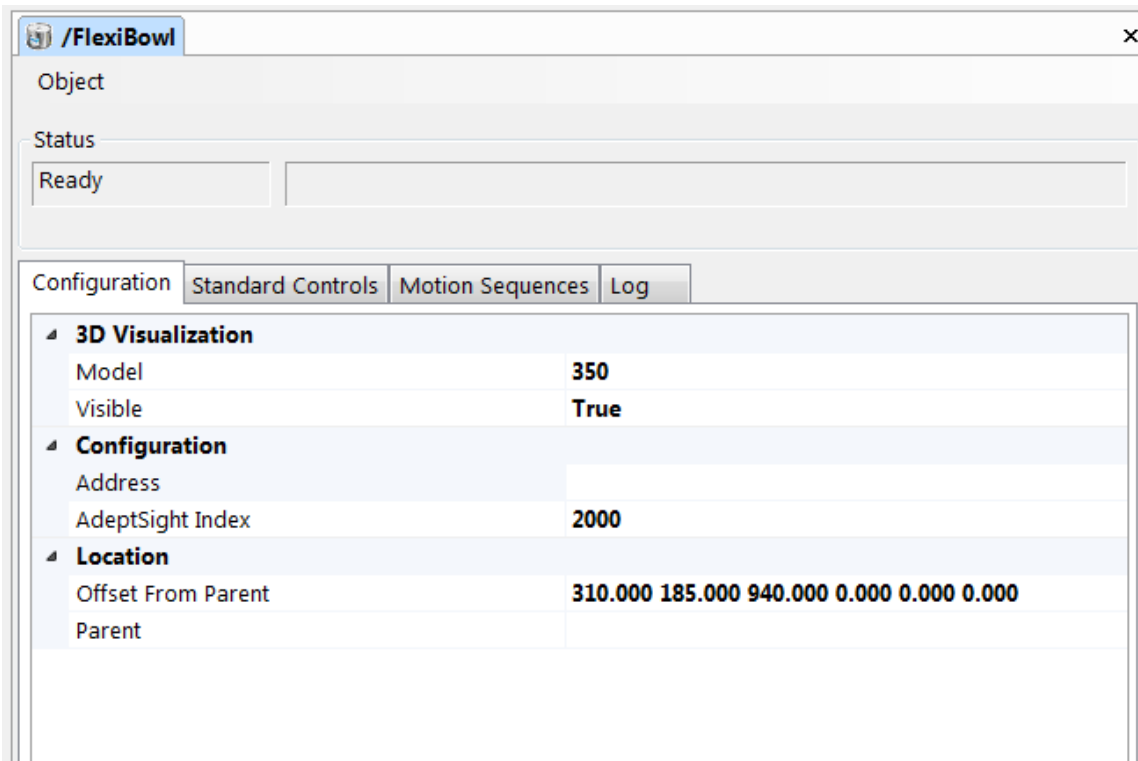 /FlexiBowl
Object
Status
Ready
Configuration Standard Controls Motion Sequences Log
3D Visualization
Model 350
Visible True
Configuration
Address
AdeptSight Index 2000
Location
Offset From Parent 310.000 185.000 940.000 0.000 0.000 0.000
Parent